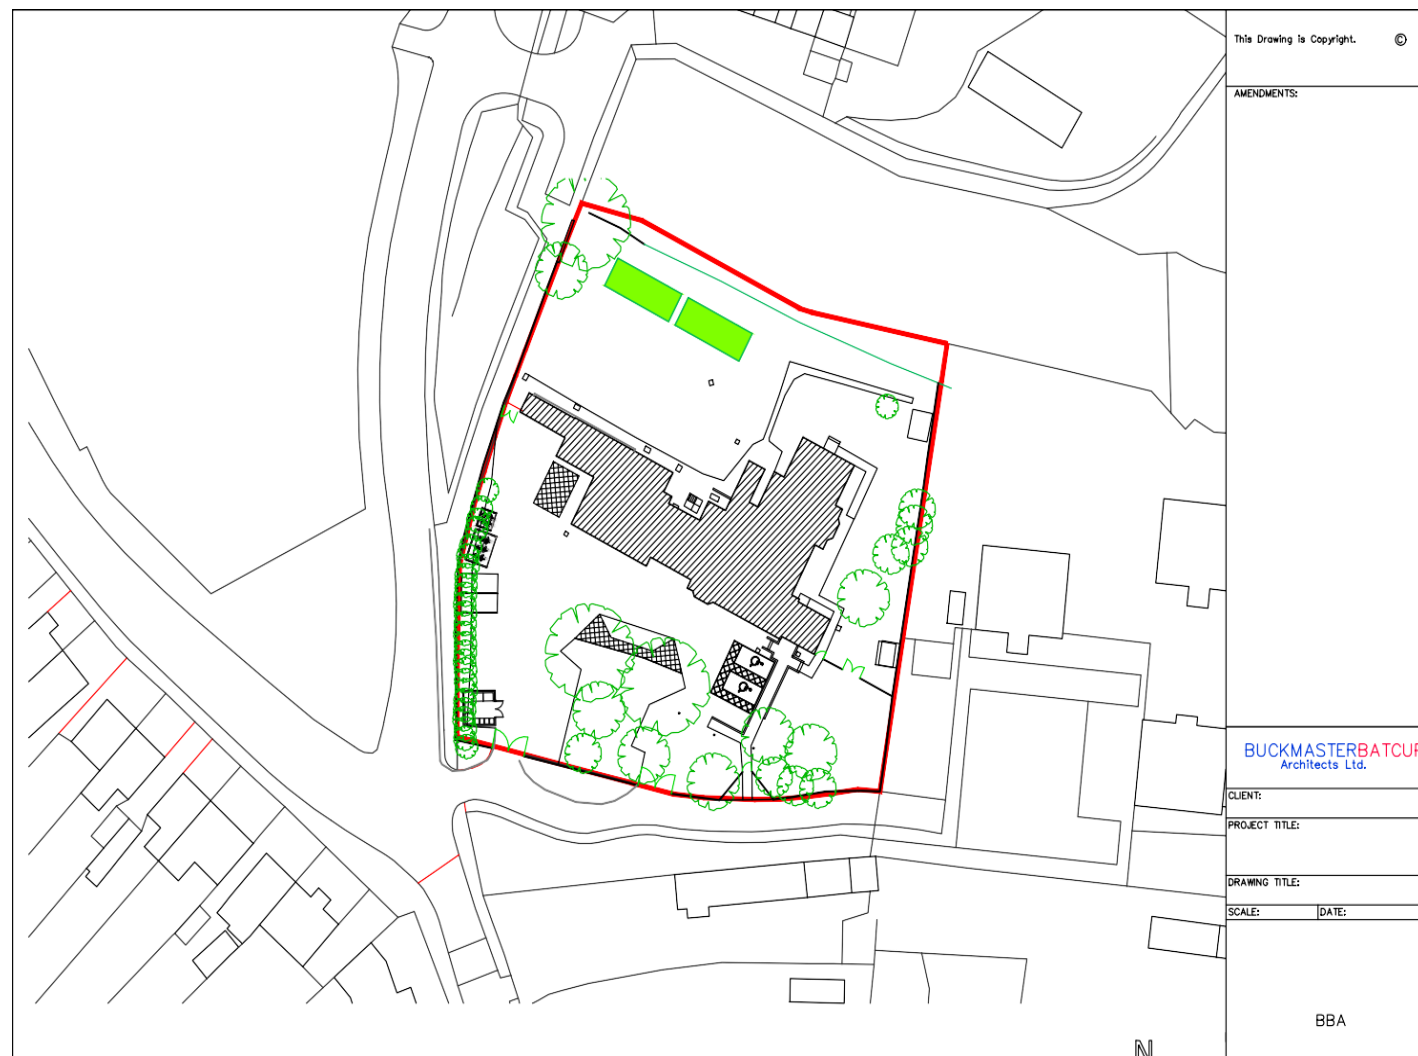 This Drawing is Copyright. ©
AMENDMENTS:
BUCKMASTERBATCUP
Architects Ltd.
CLIENT:
PROJECT TITLE:
DRAWING TITLE:
SCALE: DATE:
BBA
N